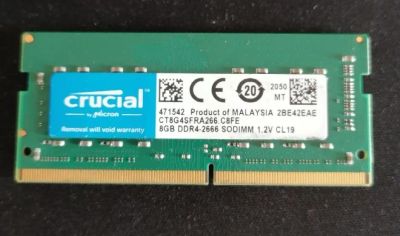 crucial™
by Micron
Removal will void warranty
CE
20
2050
MT
471542 Product of MALAYSIA 2BE42EAE
CT8G4SFRA266.C8FE
8GB DDR4-2666 SODIMM 1.2V CL19